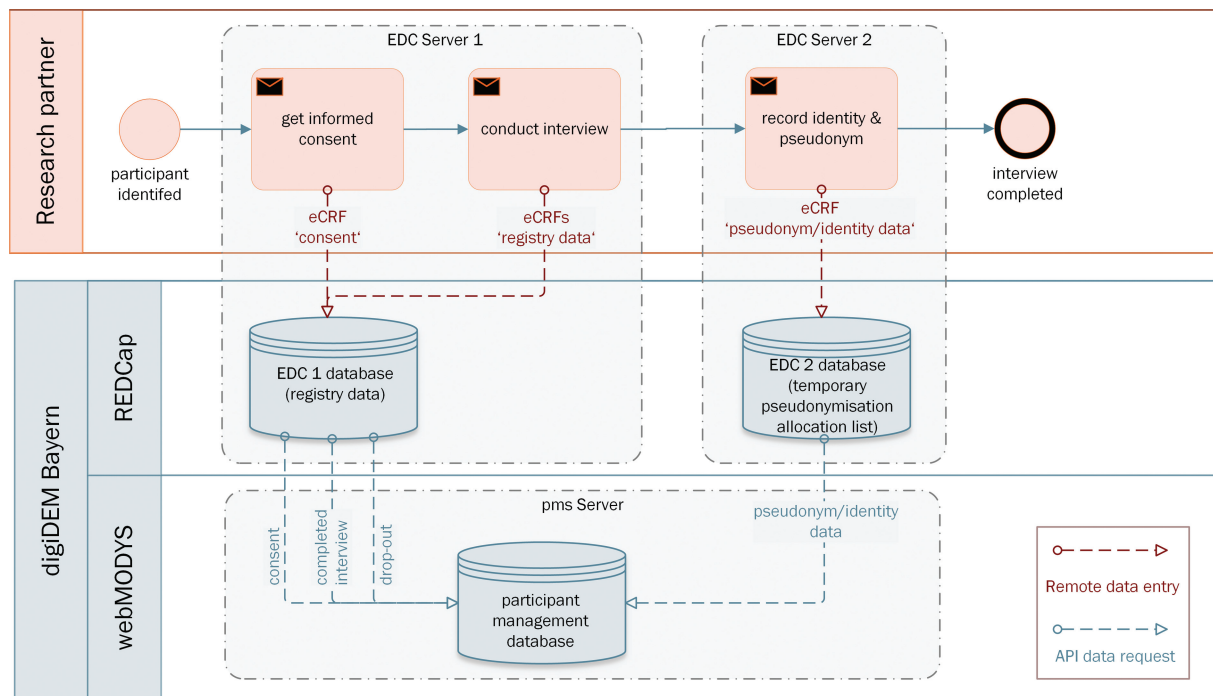 Research partner
EDC Server 1
EDC Server 2
get informed
consent
conduct interview
record identity &
pseudonym
participant
identifed
interview
completed
eCRF
‘consent‘
eCRFs
‘registry data‘
eCRF
‘pseudonym/identity data‘
digiDEM Bayern
REDCap
EDC 1 database
(registry data)
EDC 2 database
(temporary
pseudonymisation
allocation list)
webMODYS
pms Server
consent
completed
interview
drop-out
pseudonym/identity
data
participant
management
database
Remote data entry
API data request